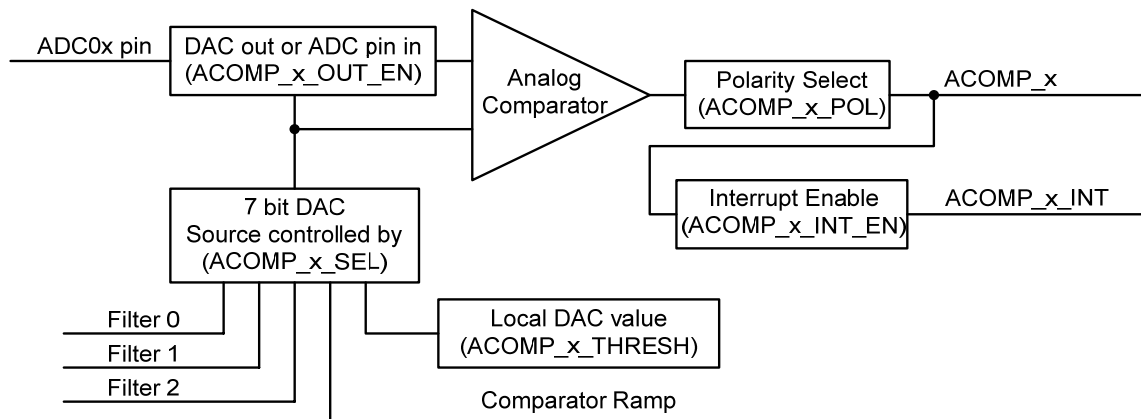 ADC0x pin
DAC out or ADC pin in
(ACOMP_x_OUT_EN)
Analog
Comparator
Polarity Select
(ACOMP_x_POL)
ACOMP_x
Interrupt Enable
(ACOMP_x_INT_EN)
ACOMP_x_INT
7 bit DAC
Source controlled by
(ACOMP_x_SEL)
Filter 0
Filter 1
Filter 2
Local DAC value
(ACOMP_x_THRESH)
Comparator Ramp